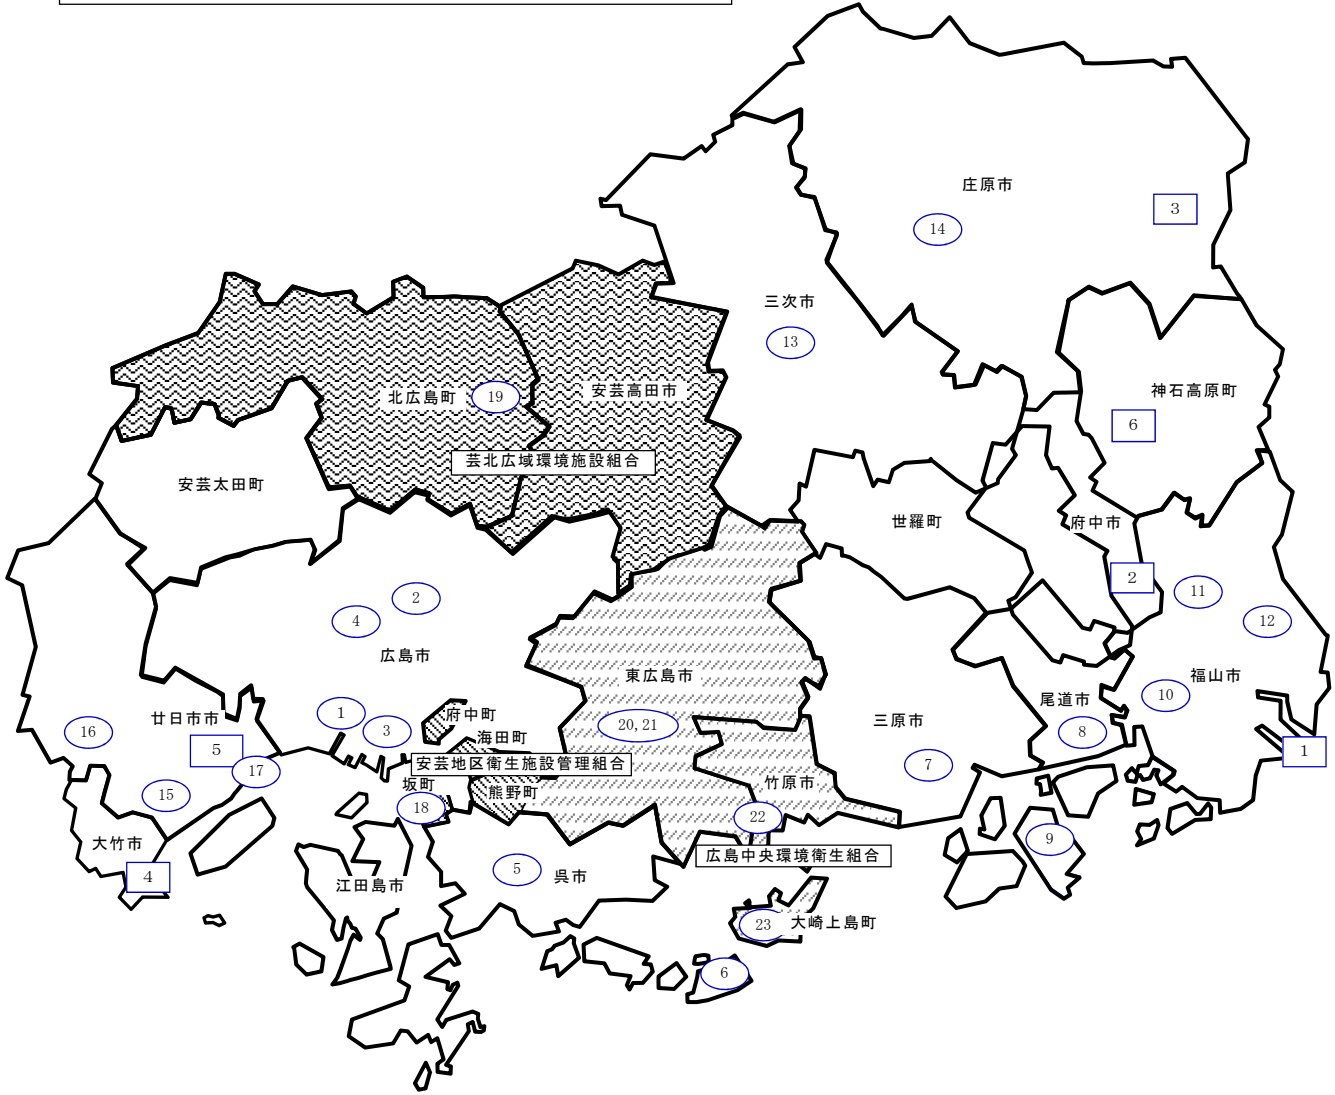 庄原市
3
14
三次市
13
神石高原町
6
北広島町
19
安芸高田市
芸北広域環境施設組合
安芸太田町
世羅町
府中市
2
11
12
2
4
広島市
東広島市
福山市
10
尾道市
8
1
廿日市市
16
5
17
15
1
3
府中町
海田町
安芸地区衛生施設管理組合
坂町
熊野町
18
20, 21
三原市
7
竹原市
22
広島中央環境衛生組合
9
大竹市
4
江田島市
5
呉市
23
大崎上島町
6